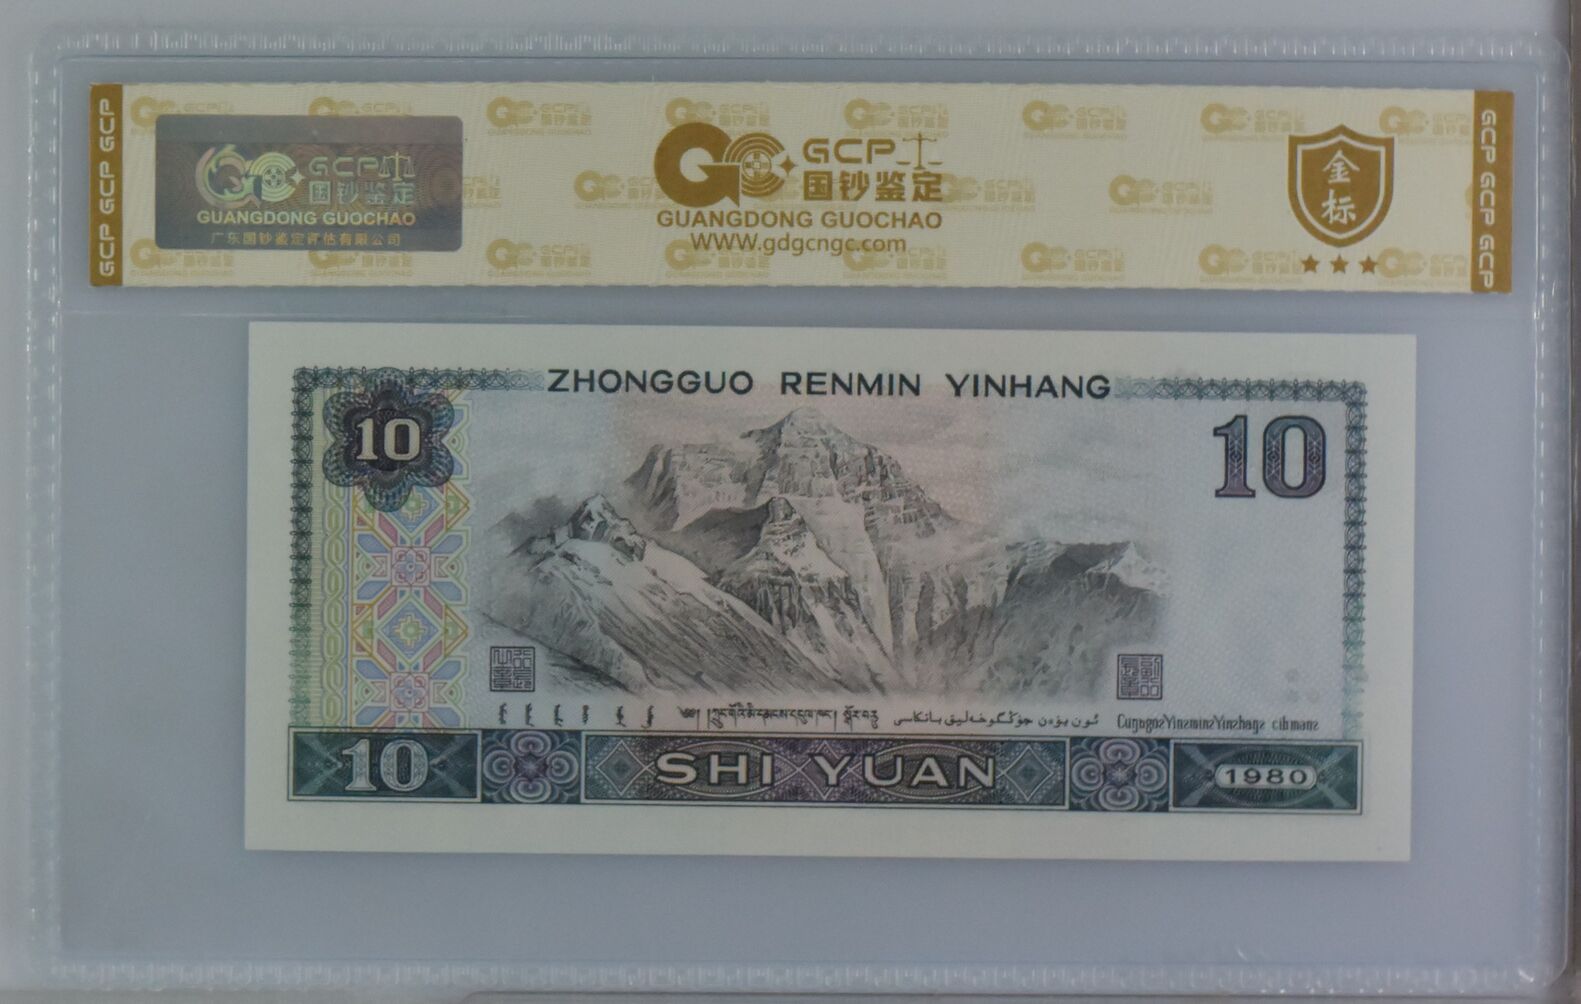 GCP GCP GCP
GCP
国钞鉴定
GUANGDONG GUOCHAO
广东国钞鉴定评估有限公司
GCP
国钞鉴定
GUANGDONG GUOCHAO
WWW.gdgcngc.com
金标
GCP GCP GCP
ZHONGGUO RENMIN YINHANG
10
10
10
SHI YUAN
1980